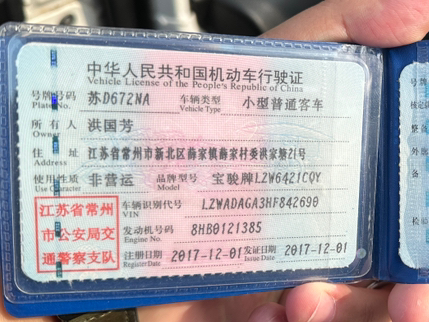 中华人民共和国机动车行驶证
Vehicle License of the People's Republic of China
号牌号码 苏D672NA 车辆类型 小型普通客车
Plate No. Vehicle Type
所有人 洪国芳
Owner
住址 江苏省常州市新北区薛家镇薛家村委洪家塘21号
Address
使用性质 非营运 品牌型号 宝骏牌LZW6421CQY
Use Character Model
江苏省常州
市公安局交
通警察支队
车辆识别代号 LZWADAGA3HF842690
VIN
发动机号码 8HB0121385
Engine No.
注册日期 2017-12-01 发证日期 2017-12-01
Register Date Issue Date
号
核定
整
外
备
检验